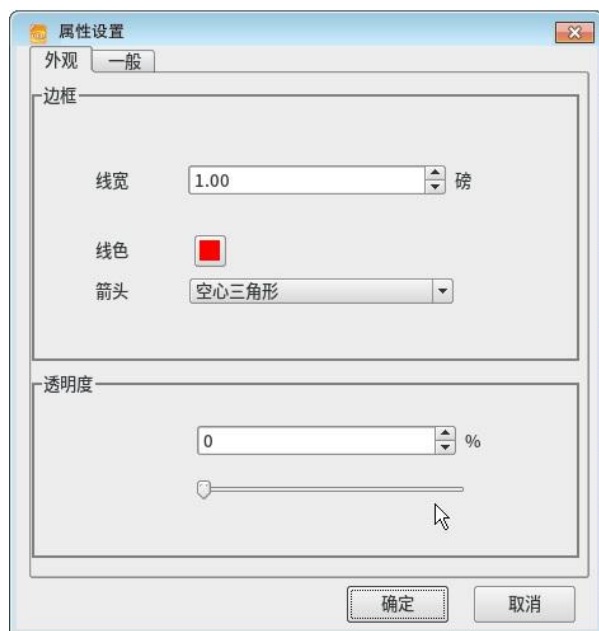 属性设置
外观 一般
边框
线宽 1.00 磅
线色
箭头 空心三角形
透明度
0 %
确定 取消